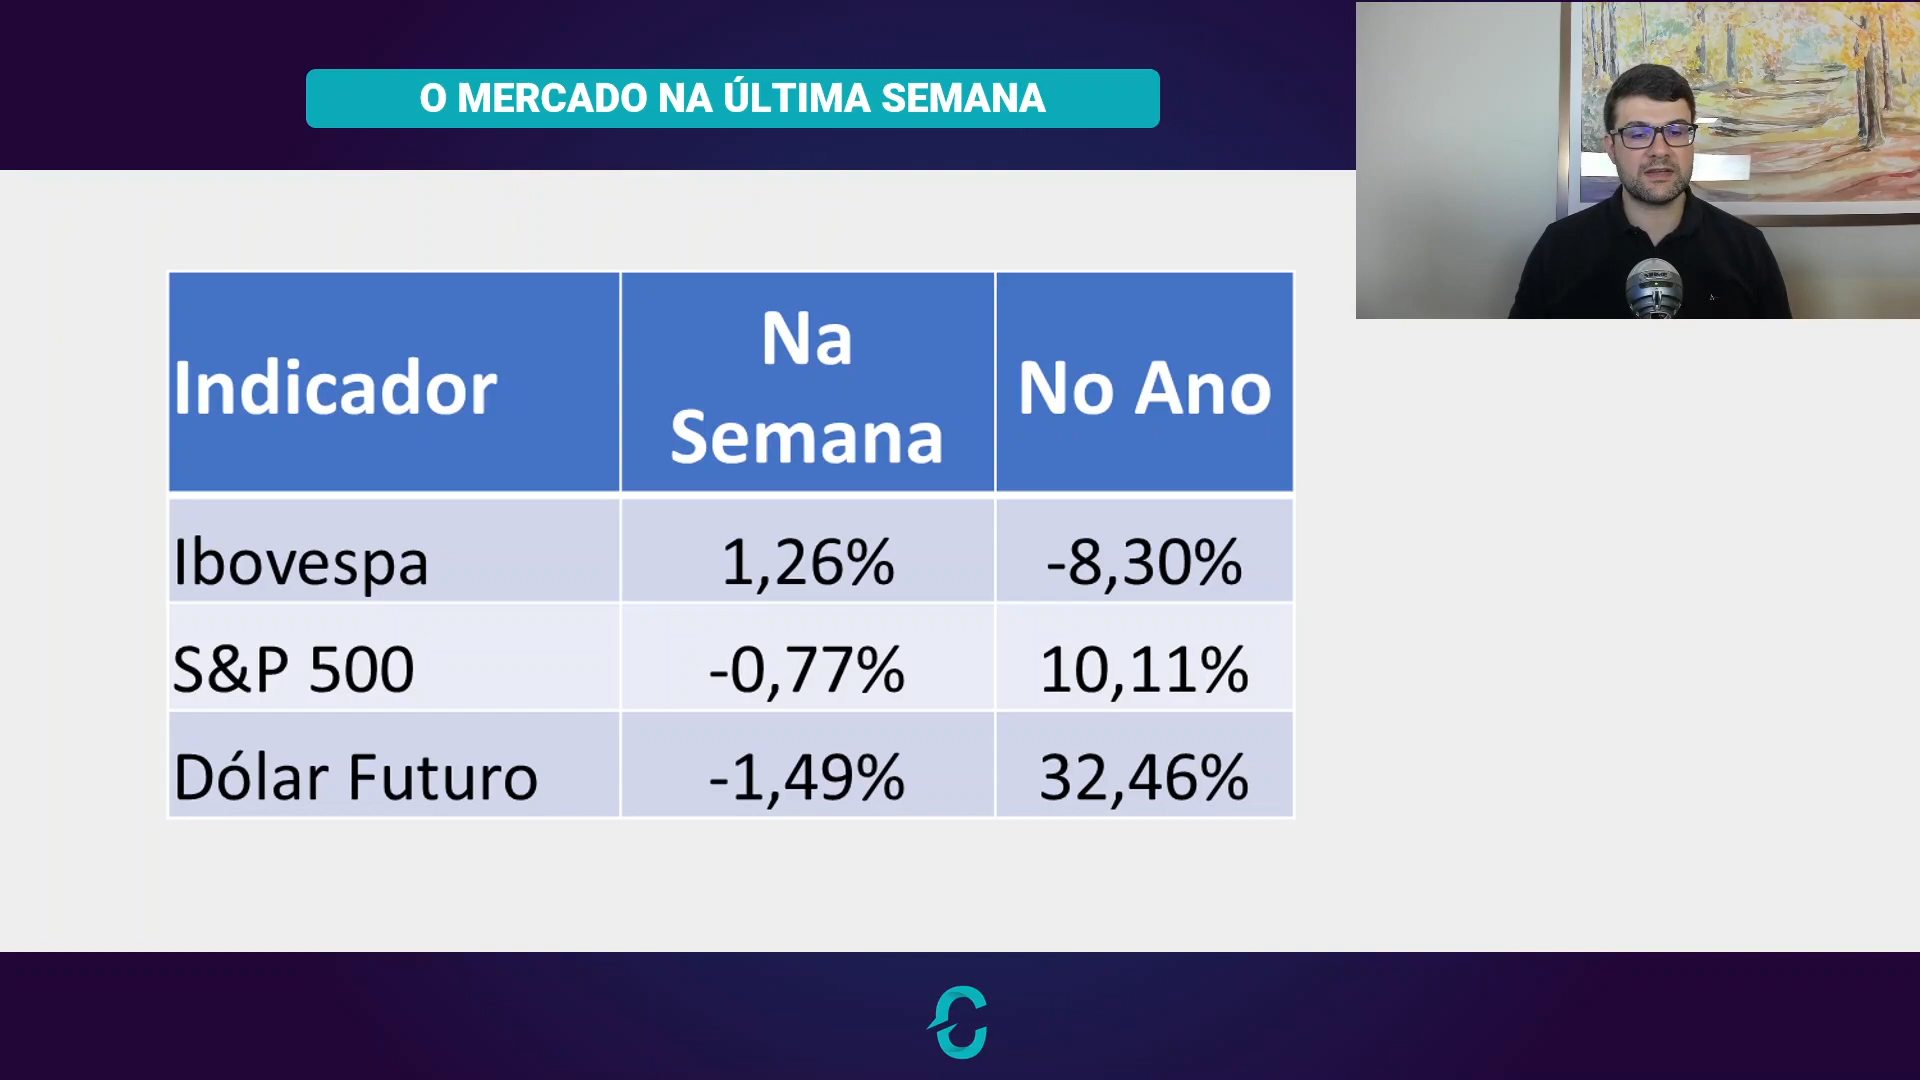 O MERCADO NA ÚLTIMA SEMANA
Indicador
Na
Semana
No Ano
Ibovespa 1,26% -8,30%
S&P 500 -0,77% 10,11%
Dólar Futuro -1,49% 32,46%